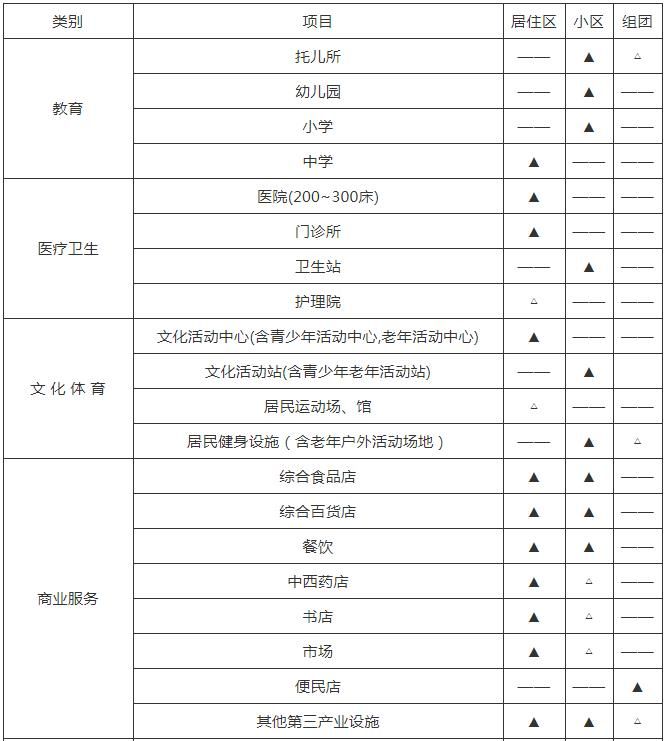 类别 项目 居住区 小区 组团
教育 托儿所 —— ▲ △
幼儿园 —— ▲ ——
小学 —— ▲ ——
中学 ▲ —— ——
医疗卫生 医院(200~300床) ▲ —— ——
门诊所 ▲ —— ——
卫生站 —— ▲ ——
护理院 △ —— ——
文 化 体 育 文化活动中心(含青少年活动中心,老年活动中心) ▲ —— ——
文化活动站(含青少年老年活动站) —— ▲
居民运动场、馆 △ —— ——
居民健身设施（含老年户外活动场地） —— ▲ △
商业服务 综合食品店 ▲ ▲ ——
综合百货店 ▲ ▲ ——
餐饮 ▲ ▲ ——
中西药店 ▲ △ ——
书店 ▲ △ ——
市场 ▲ △ ——
便民店 —— —— ▲
其他第三产业设施 ▲ ▲ △